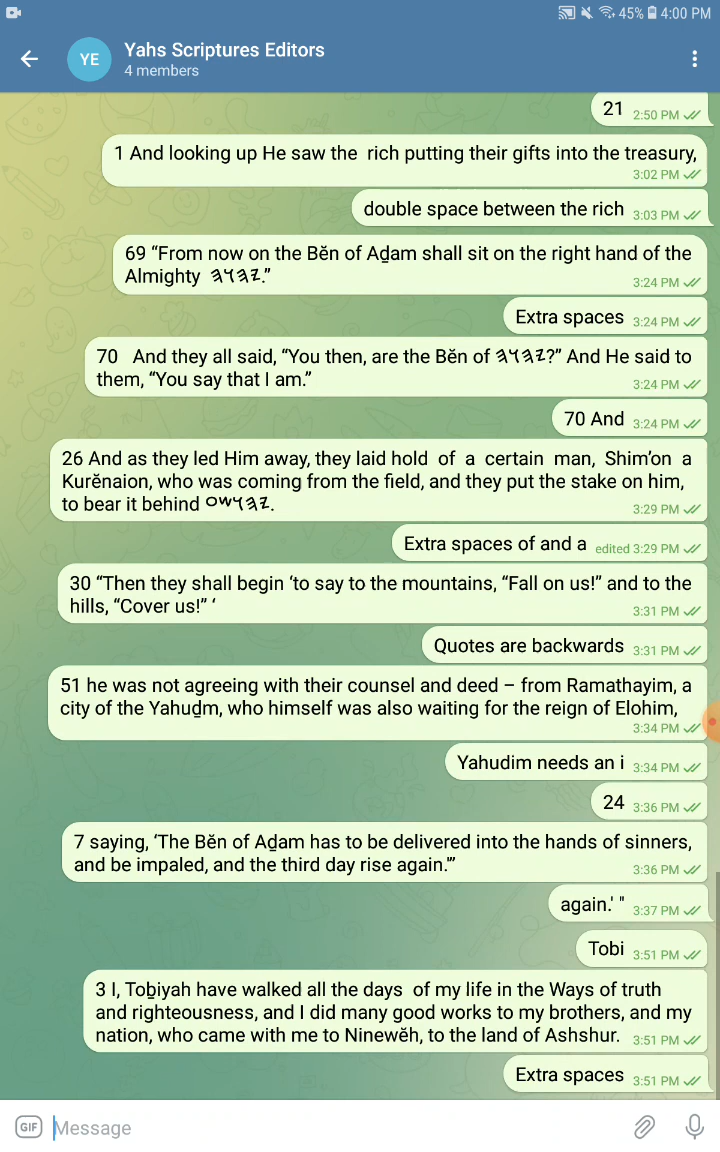 45% 4:00 PM
YE
Yahs Scriptures Editors
4 members
21 2:50 PM
1 And looking up He saw the  rich putting their gifts into the treasury,
3:02 PM
double space between the rich 3:03 PM
69 “From now on the Bĕn of Aḏam shall sit on the right hand of the
Almighty  𐤉𐤄𐤅𐤄.”
3:24 PM
Extra spaces 3:24 PM
70   And they all said, “You then, are the Bĕn of 𐤉𐤄𐤅𐤄?” And He said to
them, “You say that I am.”
3:24 PM
70 And 3:24 PM
26 And as they led Him away, they laid hold  of  a  certain  man,  Shim’on  a
Kurĕnaion, who was coming from the field, and they put the stake on him,
to bear it behind 𐤉𐤄𐤅𐤔𐤏.
3:29 PM
Extra spaces of and a edited 3:29 PM
30 “Then they shall begin ‘to say to the mountains, “Fall on us!” and to the
hills, “Cover us!” ‘
3:31 PM
Quotes are backwards 3:31 PM
51 he was not agreeing with their counsel and deed – from Ramathayim, a
city of the Yahuḏm, who himself was also waiting for the reign of Elohim,
3:34 PM
Yahudim needs an i 3:34 PM
24 3:36 PM
7 saying, ‘The Bĕn of Aḏam has to be delivered into the hands of sinners,
and be impaled, and the third day rise again.’”
3:36 PM
again.' " 3:37 PM
Tobi 3:51 PM
3 I, Toḇiyah have walked all the days  of my life in the Ways of truth
and righteousness, and I did many good works to my brothers, and my
nation, who came with me to Ninewĕh, to the land of Ashshur. 3:51 PM
Extra spaces 3:51 PM
GIF Message